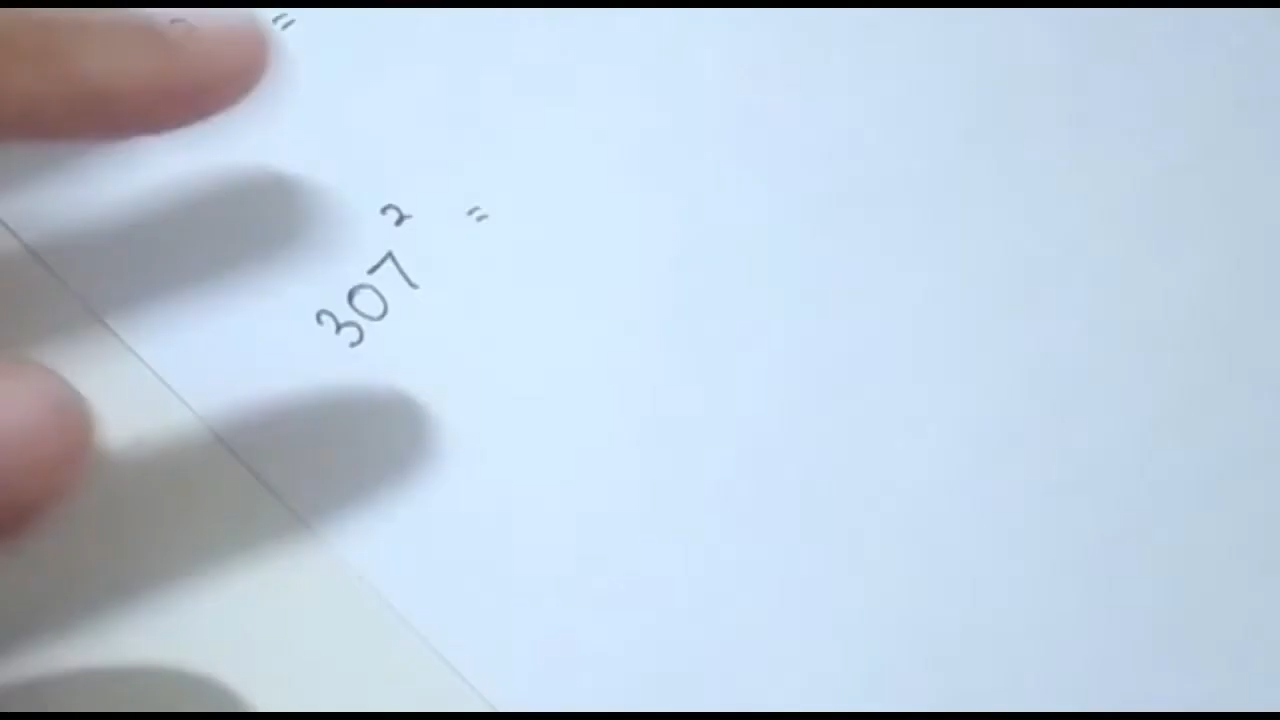 307² =